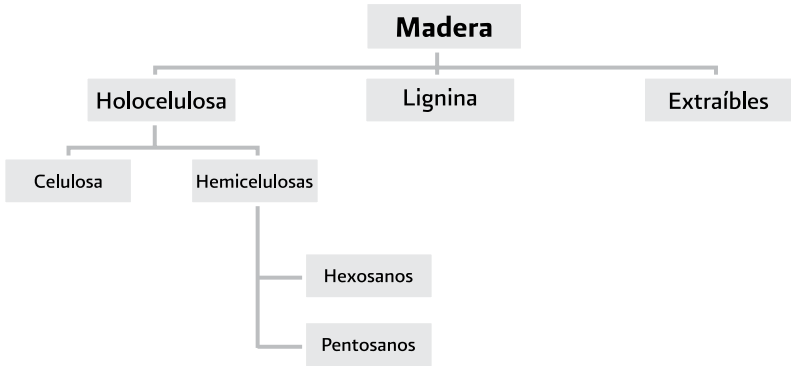 Madera
Holocelulosa
Lignina
Extraíbles
Celulosa
Hemicelulosas
Hexosanos
Pentosanos